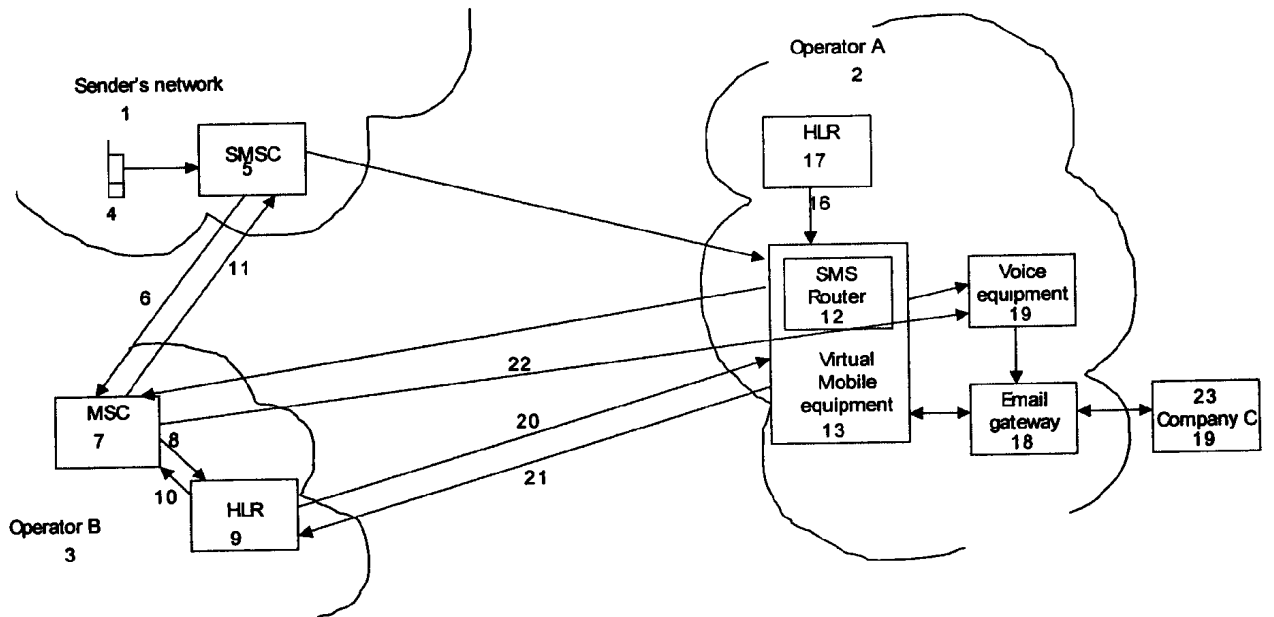 Operator A
2
Sender's network
1
HLR
17
SMSC
5
4
16
11
6
SMS
Router
12
Voice
equipment
19
Virtual
Mobile
equipment
13
22
Email
gateway
18
23
Company C
19
MSC
7
8
20
10
21
HLR
9
Operator B
3